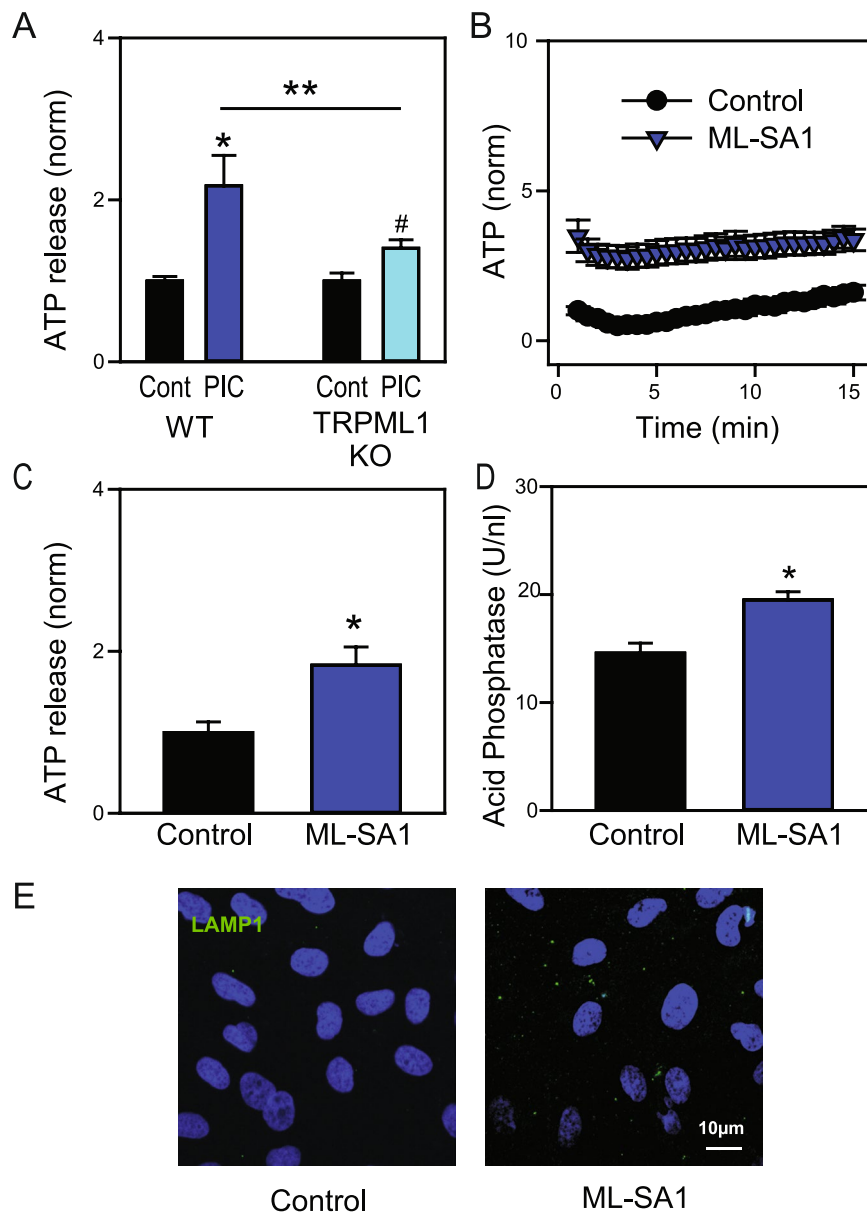 A
ATP release (norm)
4
2
0
**
*
#
Cont PIC
Cont PIC
WT
TRPML1
KO
B
ATP (norm)
10
5
0
Control
ML-SA1
0
5
10
15
Time (min)
C
ATP release (norm)
4
2
0
*
Control
ML-SA1
D
Acid Phosphatase (U/nl)
30
20
10
0
*
Control
ML-SA1
E
LAMP1
10μm
Control
ML-SA1